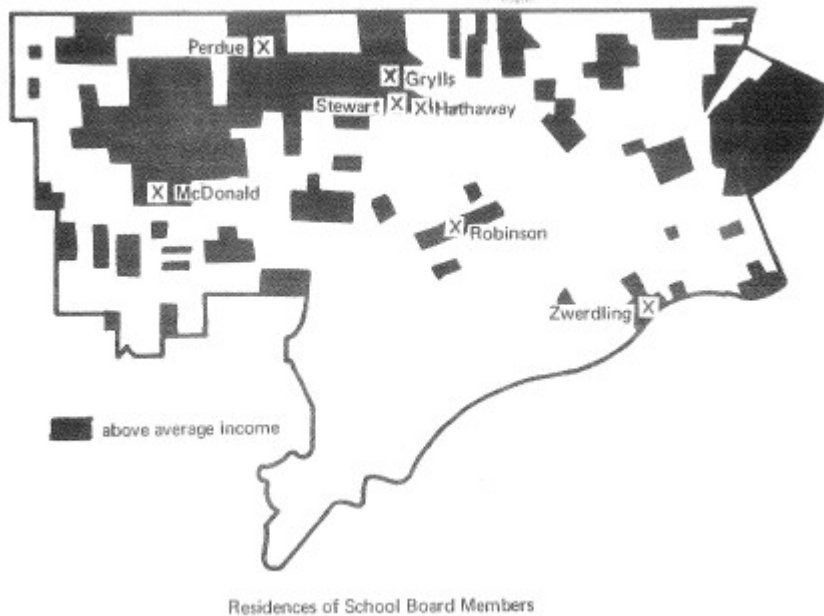 Perdue X
X Grylls
Stewart X X Hathaway
X McDonald
X Robinson
Zwerdling X
above average income
Residences of School Board Members